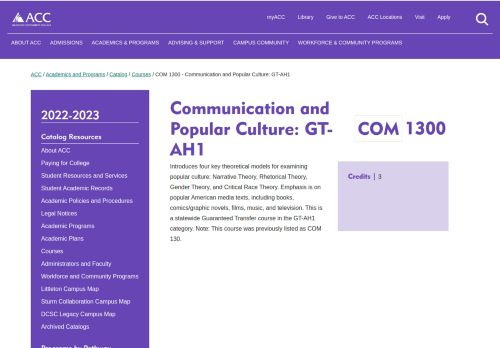 ACC
myACC
Library
Give to ACC
ACC Locations
Visit
Apply
ABOUT ACC
ADMISSIONS
ACADEMICS & PROGRAMS
ADVISING & SUPPORT
CAMPUS COMMUNITY
WORKFORCE & COMMUNITY PROGRAMS
ACC / Academics and Programs / Catalog / Courses / COM 1300 - Communication and Popular Culture: GT-AH1
2022-2023
Catalog Resources
About ACC
Paying for College
Student Resources and Services
Student Academic Records
Academic Policies and Procedures
Legal Notices
Academic Programs
Academic Plans
Courses
Administrators and Faculty
Workforce and Community Programs
Littleton Campus Map
Sturm Collaboration Campus Map
DCSC Legacy Campus Map
Archived Catalogs
Communication and
Popular Culture: GT-
AH1
Introduces four key theoretical models for examining
popular culture: Narrative Theory, Rhetorical Theory,
Gender Theory, and Critical Race Theory. Emphasis is on
popular American media texts, including books,
comics/graphic novels, films, music, and television. This is
a statewide Guaranteed Transfer course in the GT-AH1
category. Note: This course was previously listed as COM
130.
COM 1300
Credits | 3